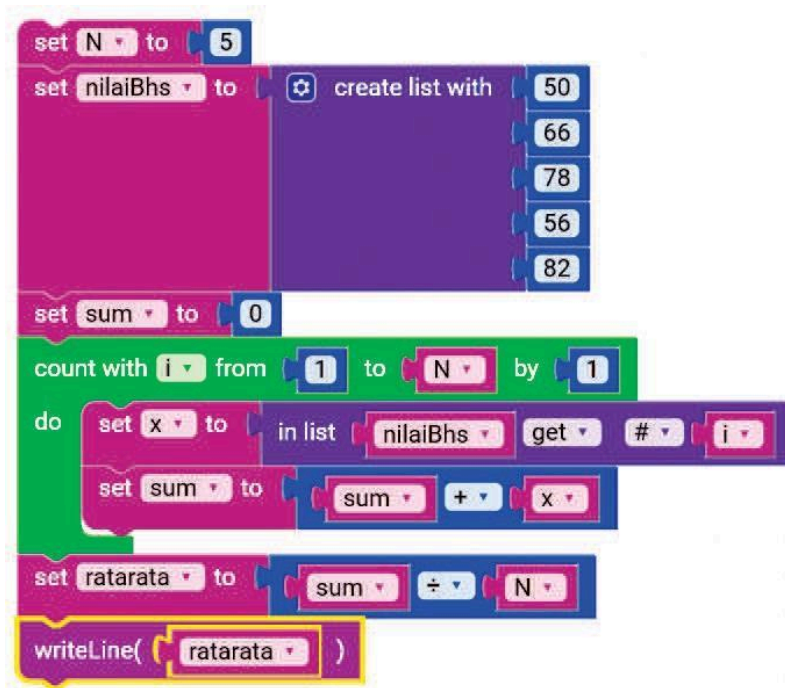 set N to 5
set nilaiBhs to create list with 50
66
78
56
82
set sum to 0
count with i from 1 to N by 1
do set x to in list nilaiBhs get # i
set sum to sum + x
set ratarata to sum ÷ N
writeLine( ratarata )